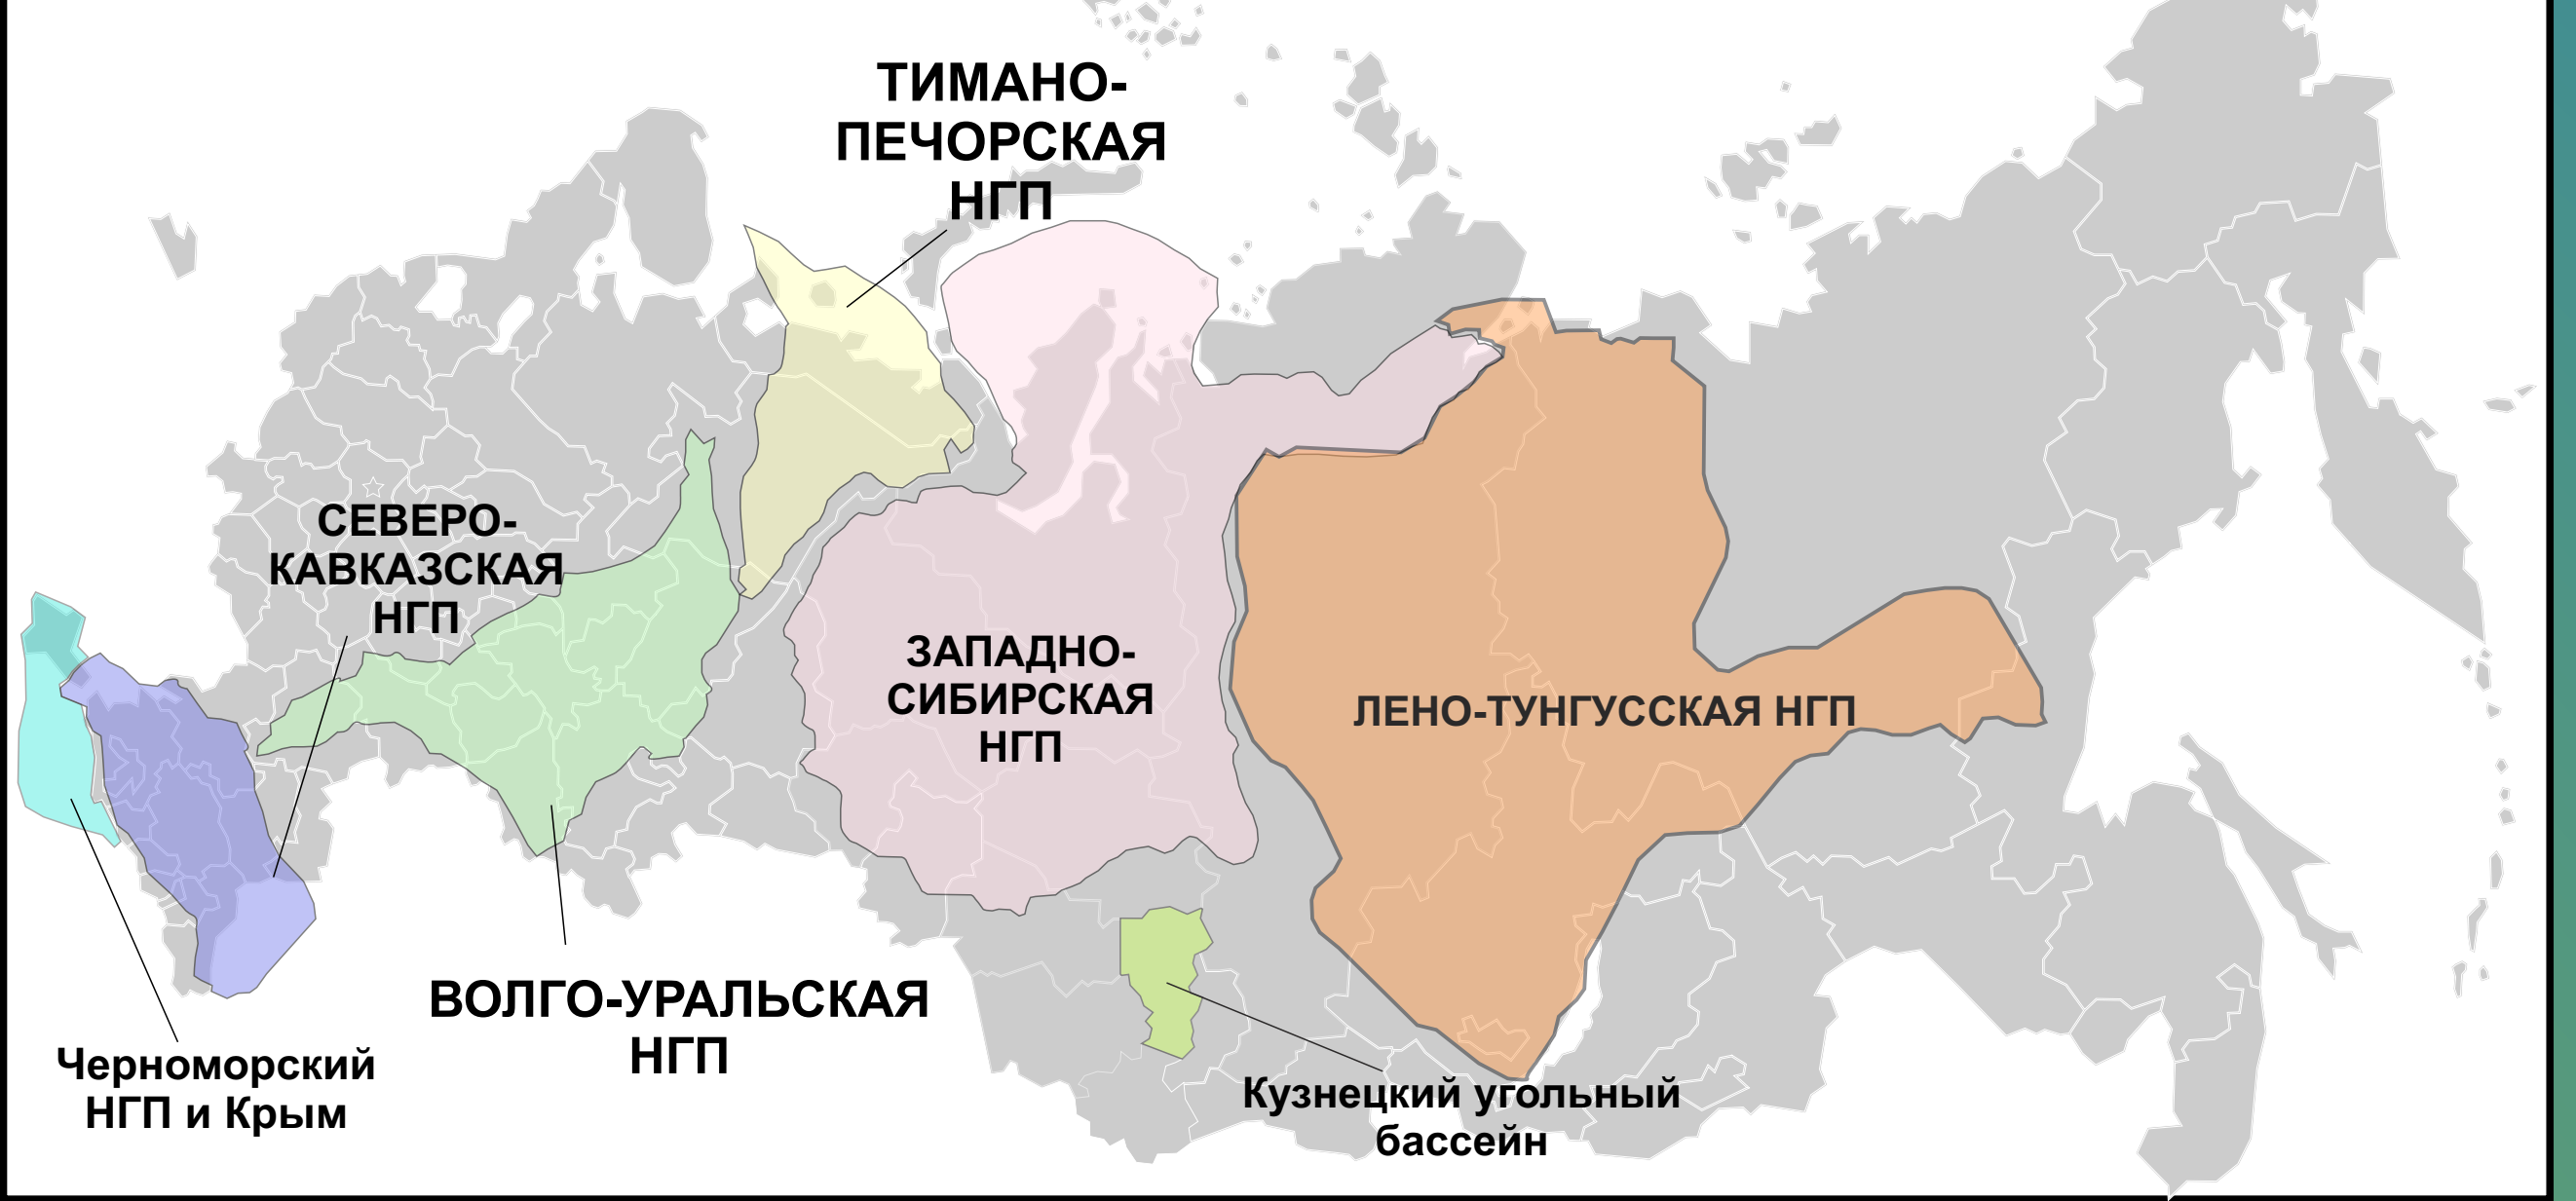 ТИМАНО-
ПЕЧОРСКАЯ
НГП
СЕВЕРО-
КАВКАЗСКАЯ
НГП
ЗАПАДНО-
СИБИРСКАЯ
НГП
ЛЕНО-ТУНГУССКАЯ НГП
ВОЛГО-УРАЛЬСКАЯ
НГП
Черноморский
НГП и Крым
Кузнецкий угольный
бассейн